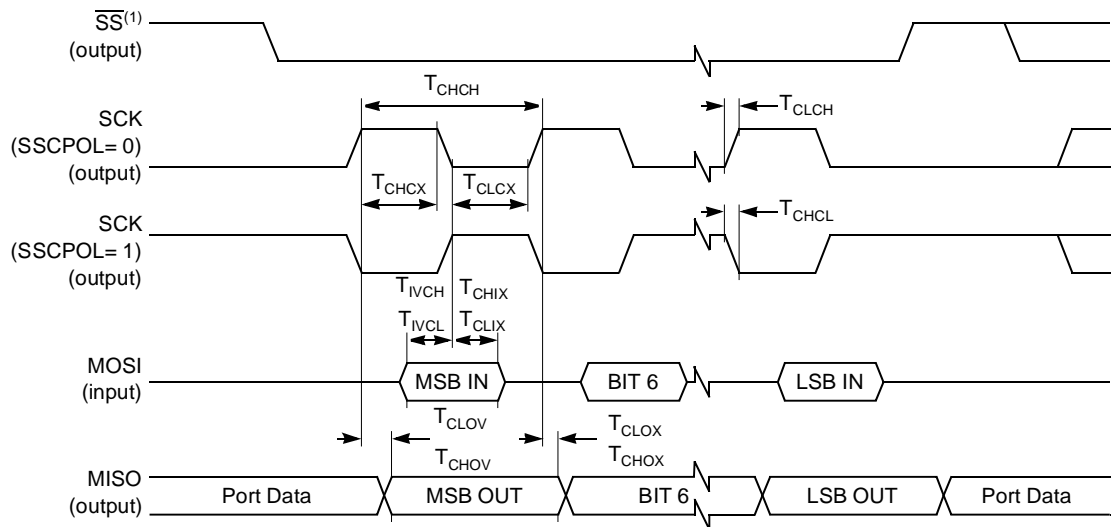 SS(1)
(output)
TCHCH
TCLCH
SCK
(SSCPOL= 0)
(output)
TCHCX
TCLCX
TCHCL
SCK
(SSCPOL= 1)
(output)
TIVCH
TCHIX
TIVCL
TCLIX
MOSI
(input)
MSB IN
BIT 6
LSB IN
TCLOV
TCLOX
TCHOV
TCHOX
MISO
(output)
Port Data
MSB OUT
BIT 6
LSB OUT
Port Data